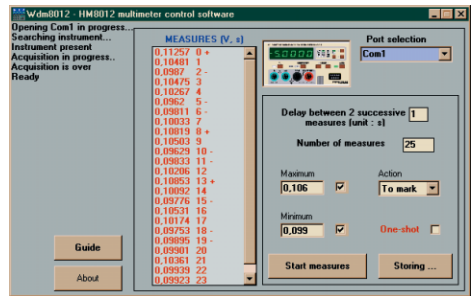 Wdm8012 - HM8012 multimeter control software
Opening Com1 in progress...
Searching instrument...
Instrument present
Acquisition in progress..
Acquisition is over
Ready
MEASURES (V, s)
0,11257 0 +
0,10481 1
0,0987 2 -
0,10475 3
0,10267 4
0,0962 5 -
0,09811 6 -
0,10033 7
0,10819 8 +
0,10503 9
0,09629 10 -
0,09833 11 -
0,10206 12
0,10853 13 +
0,10092 14
0,09776 15 -
0,10531 16
0,10174 17
0,09753 18 -
0,09895 19 -
0,09901 20
0,10361 21
0,09939 22
0,09923 23
Port selection
Com1
Delay between 2 successive measures (unit : s)
1
Number of measures
25
Maximum
0,106
Action
To mark
Minimum
0,099
One-shot
Start measures
Storing ...
Guide
About